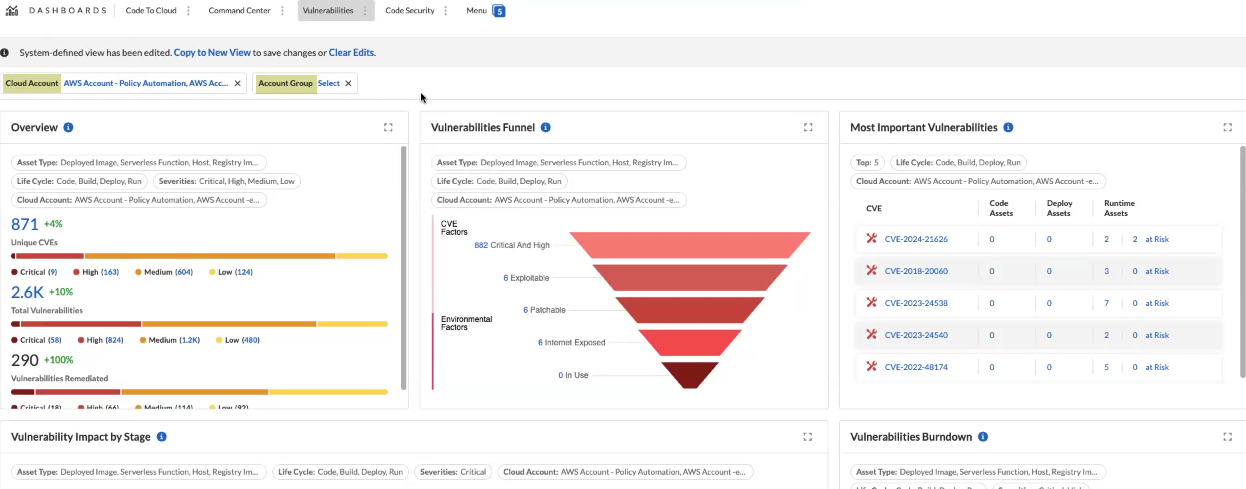 DASHBOARDS Code To Cloud Command Center Vulnerabilities Code Security Menu 5
System-defined view has been edited. Copy to New View to save changes or Clear Edits.
Cloud Account AWS Account - Policy Automation, AWS Acc... Account Group Select
Overview
Asset Type: Deployed Image, Serverless Function, Host, Registry Im...
Life Cycle: Code, Build, Deploy, Run Severities: Critical, High, Medium, Low
Cloud Account: AWS Account - Policy Automation, AWS Account -e...
871 +4%
Unique CVEs
Critical (9) High (163) Medium (604) Low (124)
2.6K +10%
Total Vulnerabilities
Critical (58) High (824) Medium (1.2K) Low (480)
290 +100%
Vulnerabilities Remediated
Critical (18) High (66) Medium (114) Low (92)
Vulnerabilities Funnel
Asset Type: Deployed Image, Serverless Function, Host, Registry Im...
Life Cycle: Code, Build, Deploy, Run
Cloud Account: AWS Account - Policy Automation, AWS Account -e...
CVE
Factors
882 Critical And High
6 Exploitable
6 Patchable
Environmental
Factors
6 Internet Exposed
0 In Use
Most Important Vulnerabilities
Top: 5 Life Cycle: Code, Build, Deploy, Run
Cloud Account: AWS Account - Policy Automation, AWS Account -e...
CVE Code Assets Deploy Assets Runtime Assets
CVE-2024-21626 0 0 2 2 at Risk
CVE-2018-20060 0 0 3 0 at Risk
CVE-2023-24538 0 0 7 0 at Risk
CVE-2023-24540 0 0 2 0 at Risk
CVE-2022-48174 0 0 5 0 at Risk
Vulnerability Impact by Stage
Asset Type: Deployed Image, Serverless Function, Host, Registry Im... Life Cycle: Code, Build, Deploy, Run Severities: Critical Cloud Account: AWS Account - Policy Automation, AWS Account -e...
Vulnerabilities Burndown
Asset Type: Deployed Image, Serverless Function, Host, Registry Im...